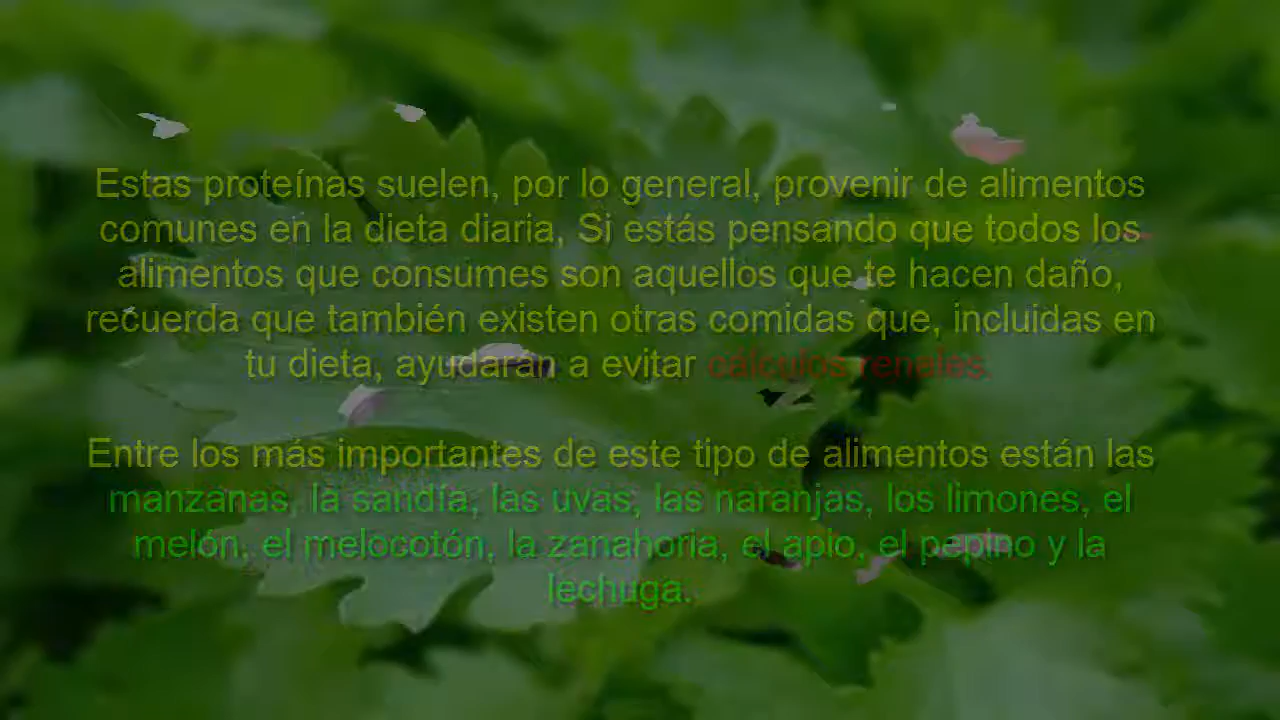 Estas proteínas suelen, por lo general, provenir de alimentos
comunes en la dieta diaria, Si estás pensando que todos los
alimentos que consumes son aquellos que te hacen daño,
recuerda que también existen otras comidas que, incluidas en
tu dieta, ayudaran a evitar cálculos renales.
Entre los más importantes de este tipo de alimentos están las
manzanas, la sandía, las uvas, las naranjas, los limones, el
melón, el melocotón, la zanahoria, el apio, el pepino y la
lechuga.